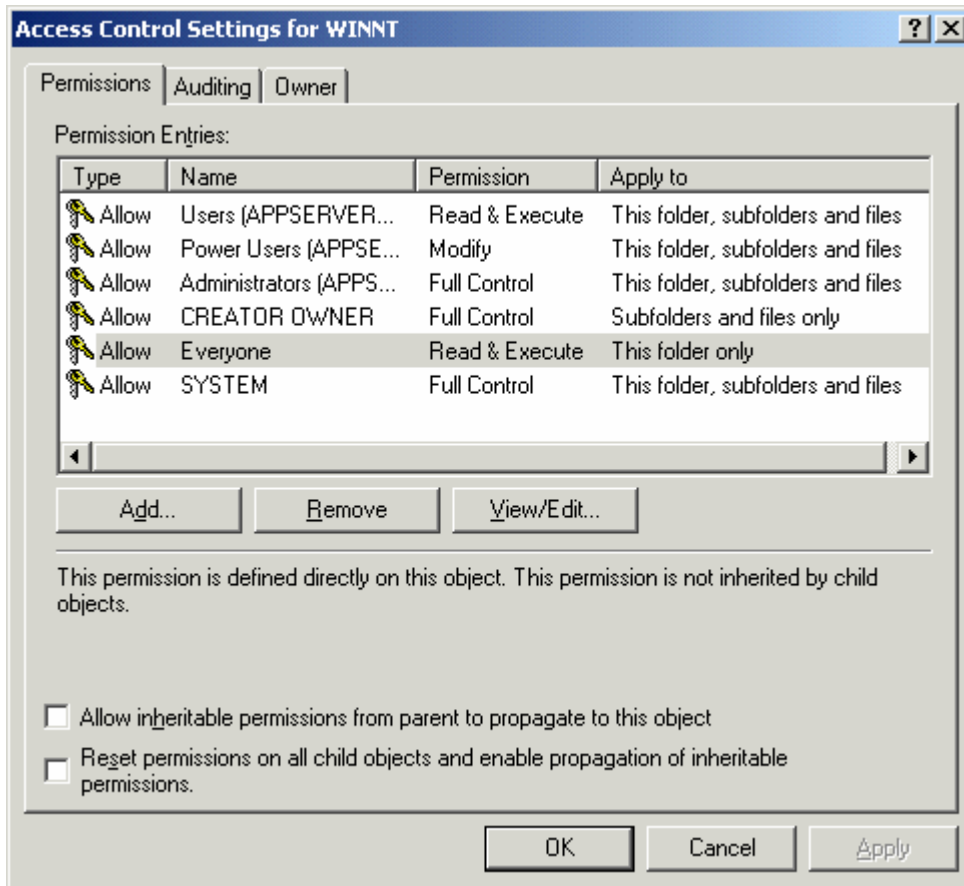 Access Control Settings for WINNT
Permissions Auditing Owner
Permission Entries:
Type Name Permission Apply to
Allow Users (APPSERVER... Read & Execute This folder, subfolders and files
Allow Power Users (APPSE... Modify This folder, subfolders and files
Allow Administrators (APPS... Full Control This folder, subfolders and files
Allow CREATOR OWNER Full Control Subfolders and files only
Allow Everyone Read & Execute This folder only
Allow SYSTEM Full Control This folder, subfolders and files
Add... Remove View/Edit...
This permission is defined directly on this object. This permission is not inherited by child
objects.
Allow inheritable permissions from parent to propagate to this object
Reset permissions on all child objects and enable propagation of inheritable
permissions.
OK Cancel Apply